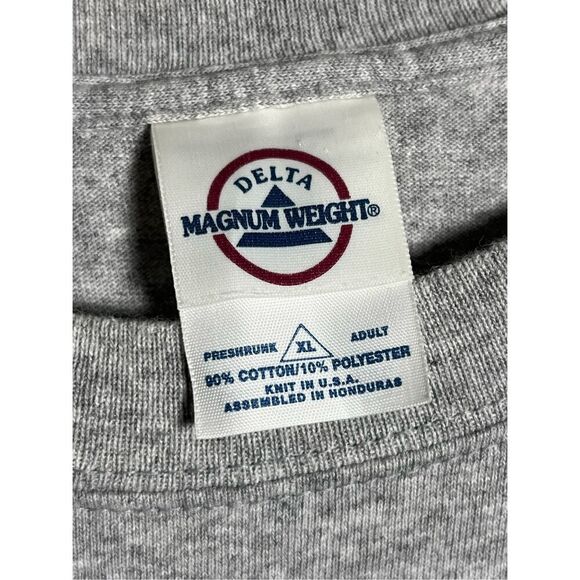 DELTA
MAGNUM WEIGHT®
PRESHRUNK XL ADULT
90% COTTON/10% POLYESTER
KNIT IN U.S.A.
ASSEMBLED IN HONDURAS